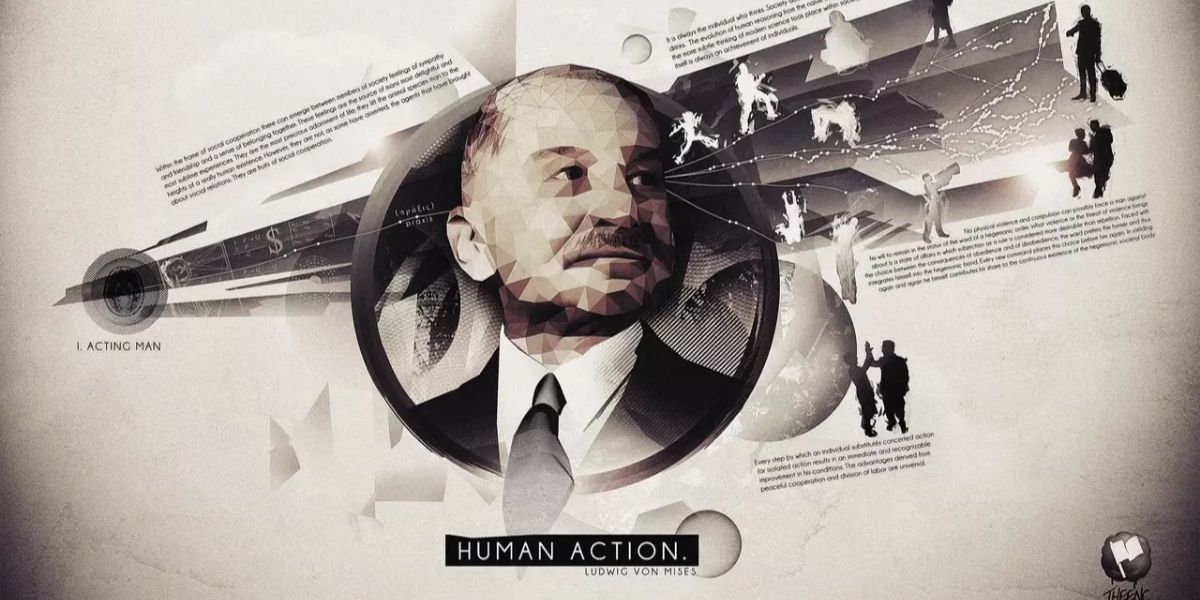 Within the frame of social cooperation there can emerge between members of society feelings of sympathy
and friendship and a sense of belonging together. These feelings are the source of man's most delightful and
most sublime experiences. They are the most precious adornment of life; they lift the animal species man to the
heights of a really human existence. However, they are not, as some have asserted, the agents that have brought
about social relations. They are fruits of social cooperation.
It is always the individual who thinks. Society does
drinks. The evolution of human reasoning from the naive
the more subtle thinking of modern science took place within society.
itself is always an achievement of individuals.
(πρᾶξις)
praxis
$
I. ACTING MAN
No physical violence and compulsion can possibly force a man against
his will to remain in the status of the ward of a hegemonic order. What violence or the threat of violence brings
about is a state of affairs in which subjection as a rule is considered more desirable than rebellion. Faced with
the choice between the consequences of obedience and of disobedience, the ward prefers the former and thus
integrates himself into the hegemonic bond. Every new command places this choice before him again. In yielding
again and again he himself contributes his share to the continuous existence of the hegemonic societal body.
Every step by which an individual substitutes concerted action
for isolated action results in an immediate and recognizable
improvement in his conditions. The advantages derived from
peaceful cooperation and division of labor are universal.
HUMAN ACTION.
LUDWIG VON MISES